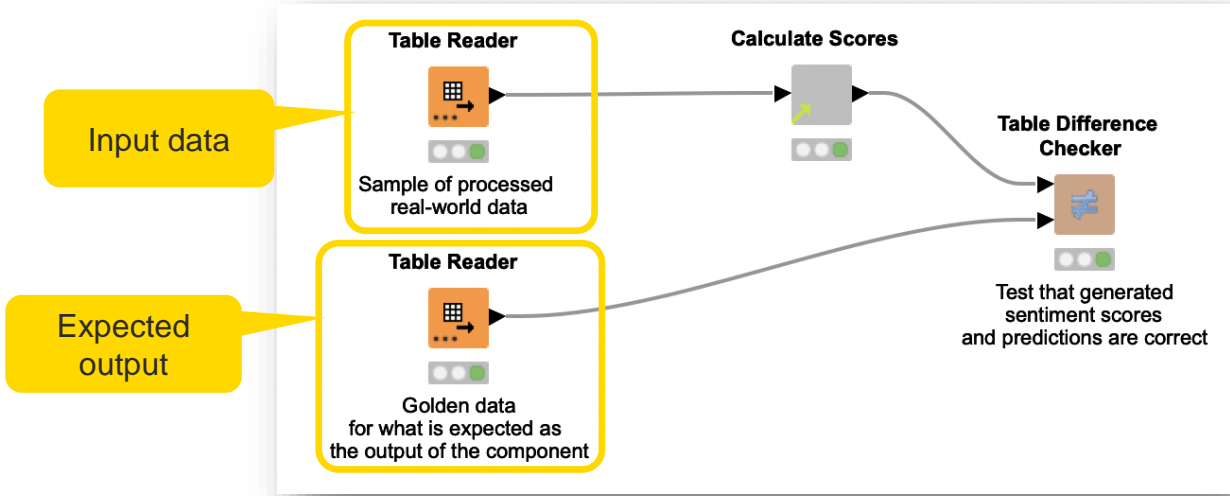 Table Reader
Calculate Scores
Input data
Table Difference
Checker
Sample of processed
real-world data
Table Reader
Expected
output
Test that generated
sentiment scores
and predictions are correct
Golden data
for what is expected as
the output of the component